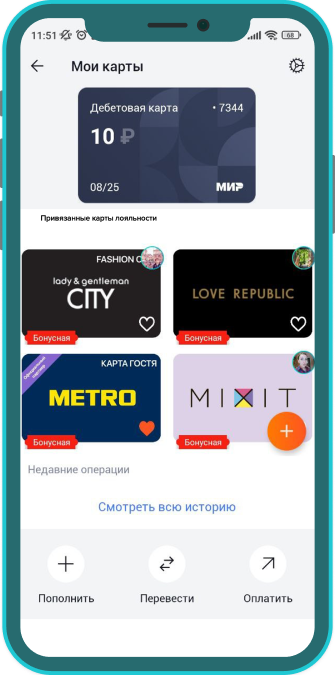 11:51
68
Мои карты
Дебетовая карта • 7344
10 ₽
08/25 МИР
Привязанные карты лояльности
FASHION C
lady & gentleman
CITY
Бонусная
LOVE REPUBLIC
Бонусная
КАРТА ГОСТЯ
METRO
Бонусная
MIXIT
Бонусная
Недавние операции
Смотреть всю историю
Пополнить Перевести Оплатить